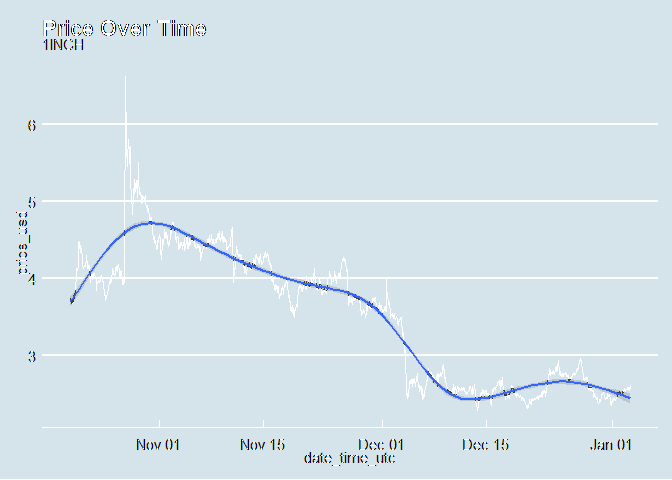 Price Over Time
1INCH
6
5
4
3
price_usd
Nov 01 Nov 15 Dec 01 Dec 15 Jan 01
date_time_utc